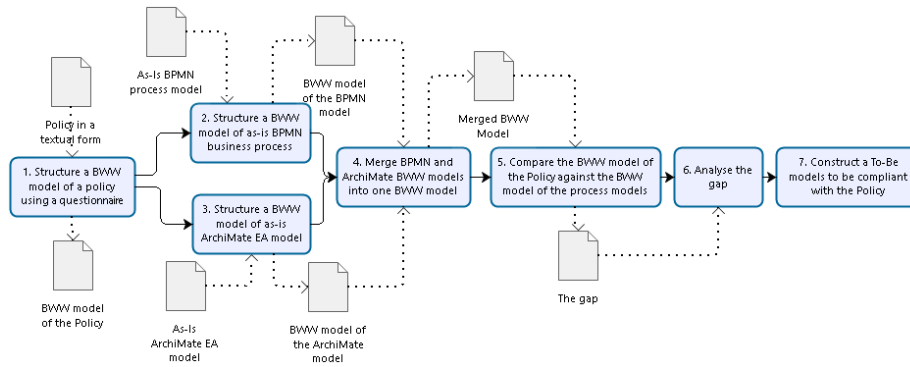 As-Is BPMN
process model
BWW model
of the BPMN
model
Merged BWW
Model
Policy in a
textual form
2. Structure a BWW
model of as-is BPMN
business process
1. Structure a BWW
model of a policy
using a questionnaire
4. Merge BPMN and
ArchiMate BWW models
into one BWW model
5. Compare the BWW model of
the Policy against the BWW
model of the process models
6. Analyse the
gap
7. Construct a To-Be
models to be compliant
with the Policy
3. Structure a BWW
model of as-is
ArchiMate EA model
BWW model
of the Policy
As-Is
ArchiMate EA
model
BWW model of
the ArchiMate
model
The gap